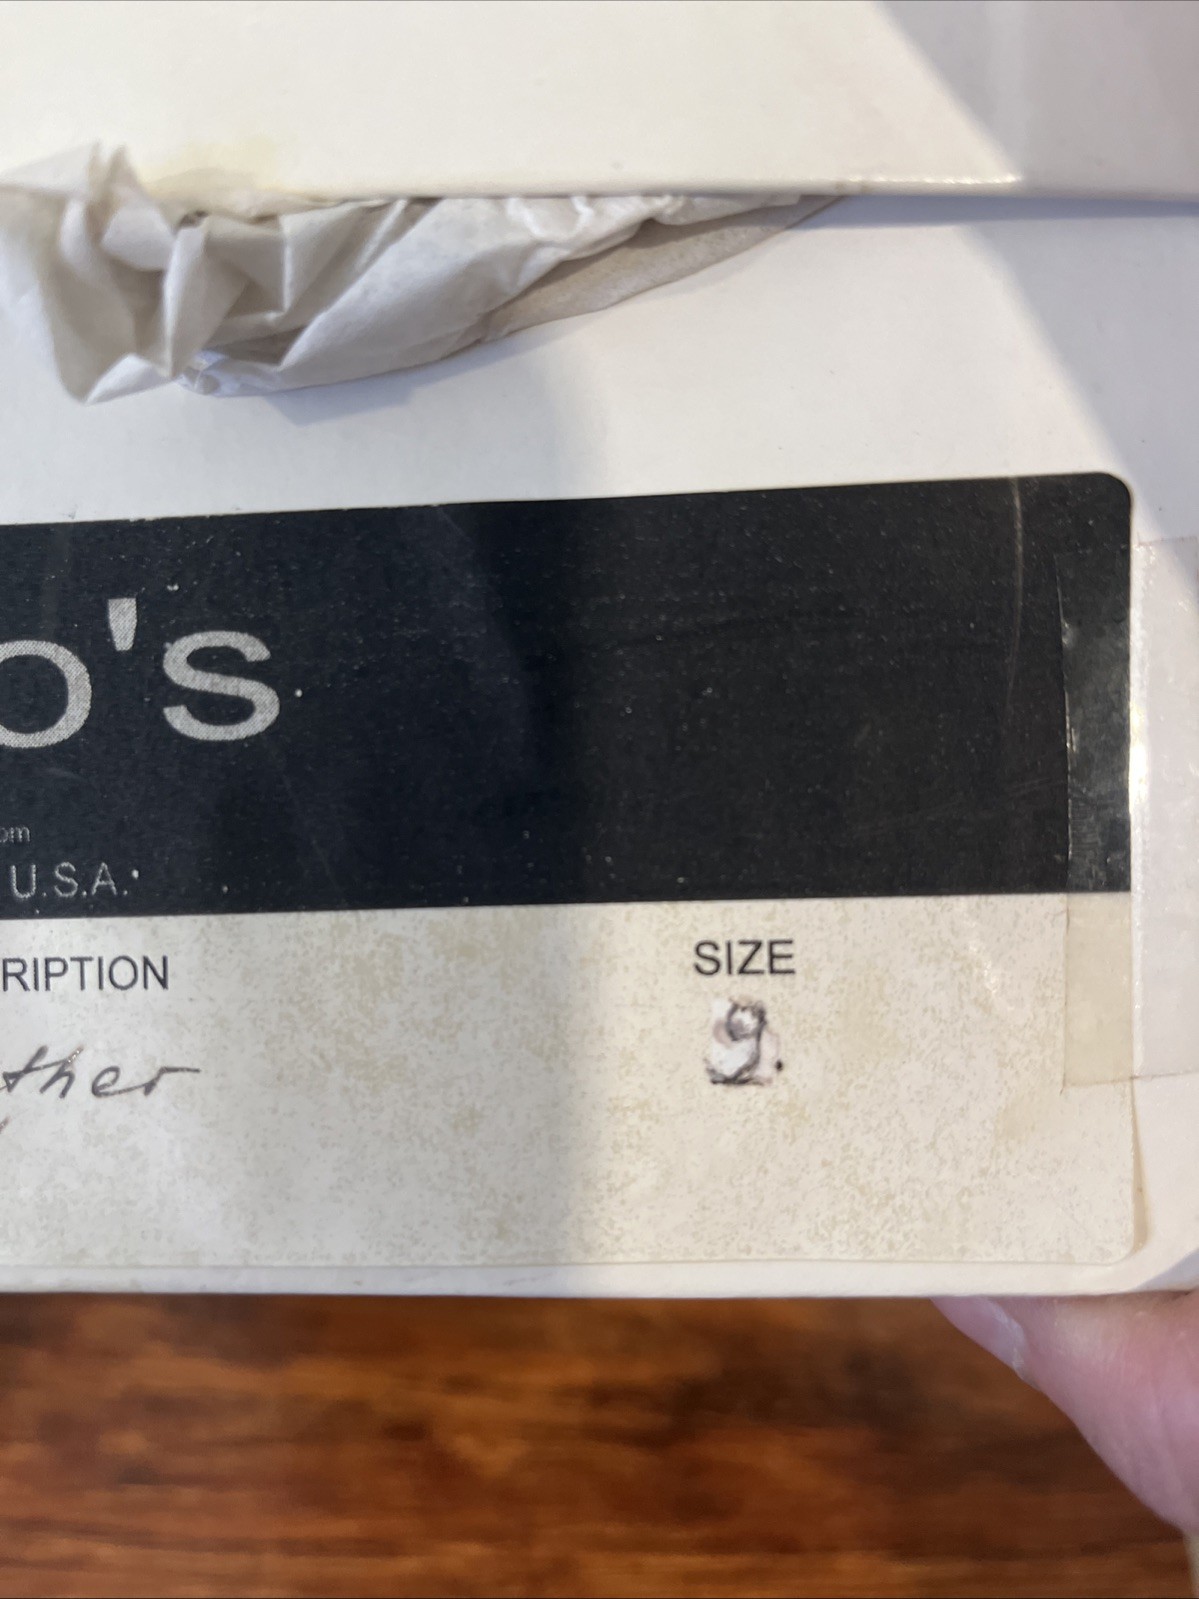 o's
om
U.S.A.
RIPTION
SIZE
ther
9.